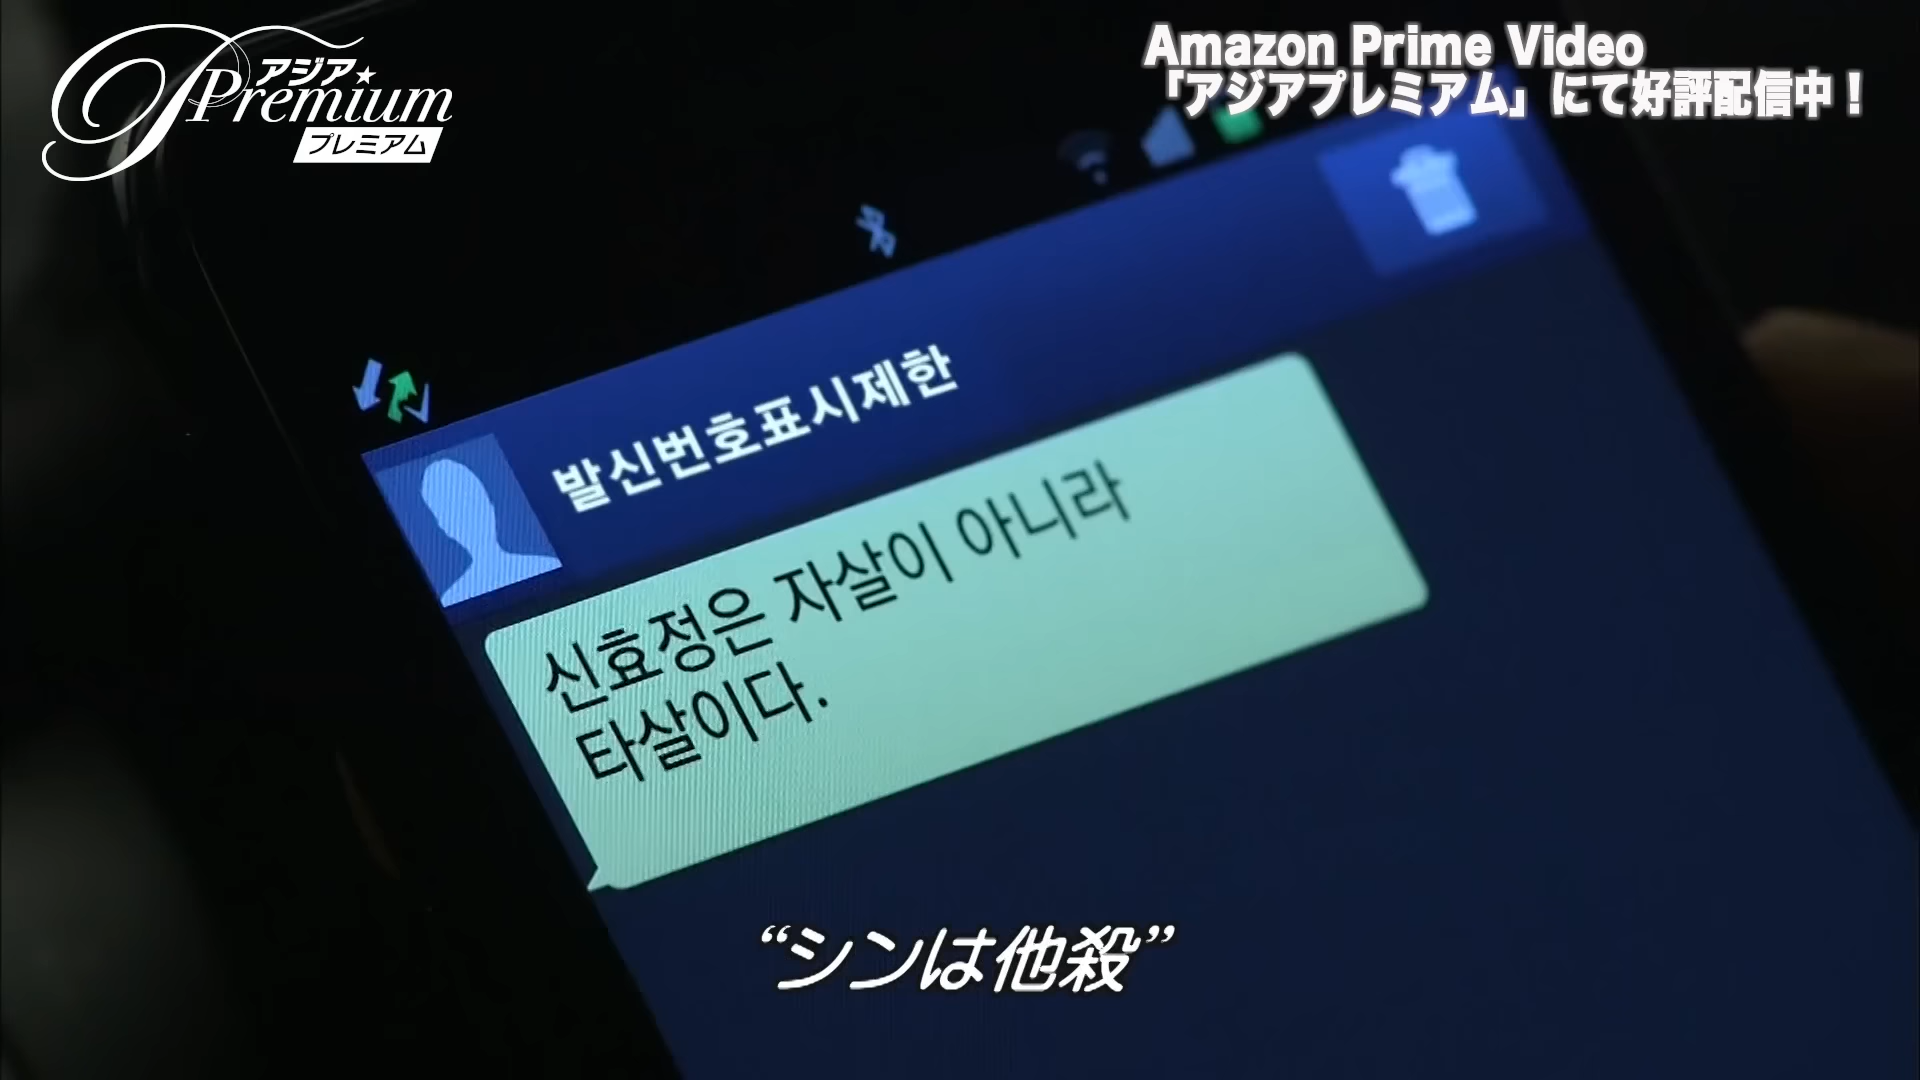 アジア★
Premium
プレミアム
Amazon Prime Video
「アジアプレミアム」にて好評配信中！
발신번호표시제한
신효정은 자살이 아니라
타살이다.
“シンは他殺”